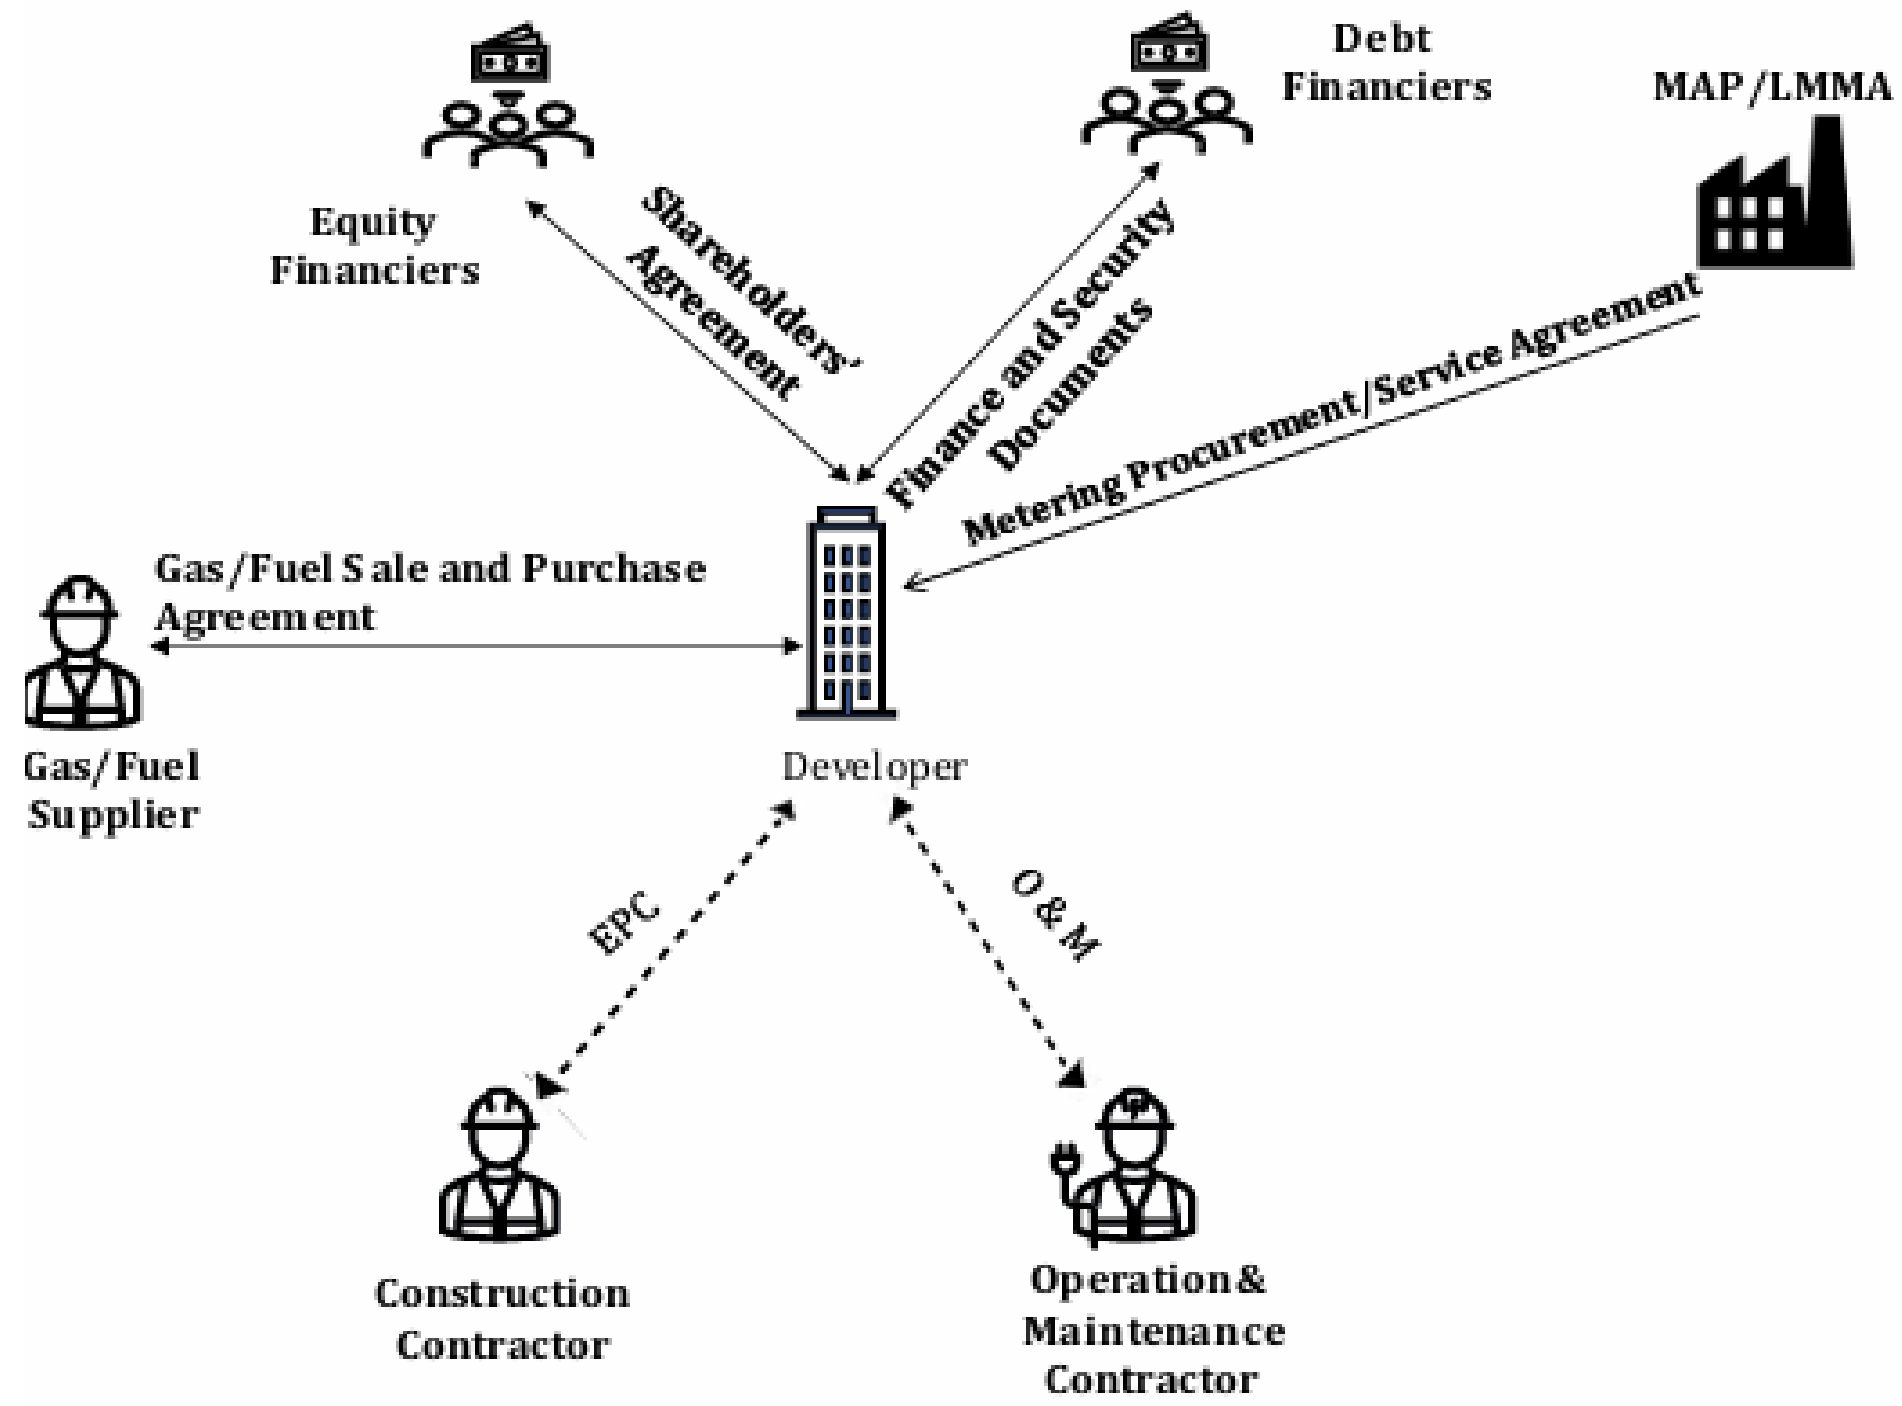 Debt
Financiers
MAP/LMMA
Equity
Financiers
Shareholders'
Agreement
Finance and Security
Documents
Metering Procurement/Service Agreement
Gas/Fuel Sale and Purchase
Agreement
Gas/Fuel
Supplier
Developer
EPC
O & M
Construction
Contractor
Operation&
Maintenance
Contractor